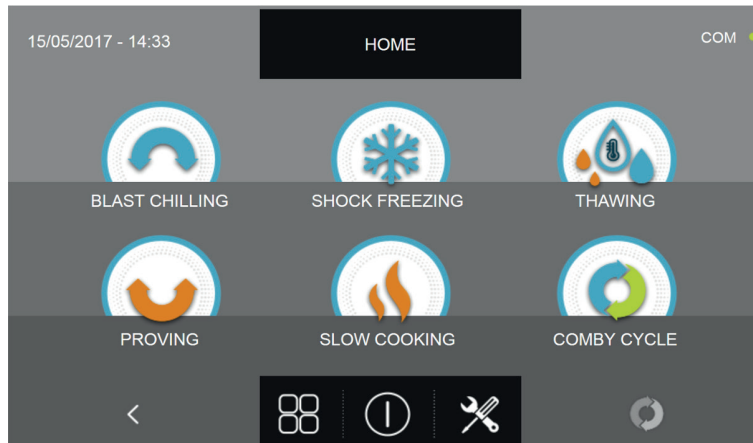 15/05/2017 - 14:33
HOME
COM
BLAST CHILLING
SHOCK FREEZING
THAWING
PROVING
SLOW COOKING
COMBY CYCLE